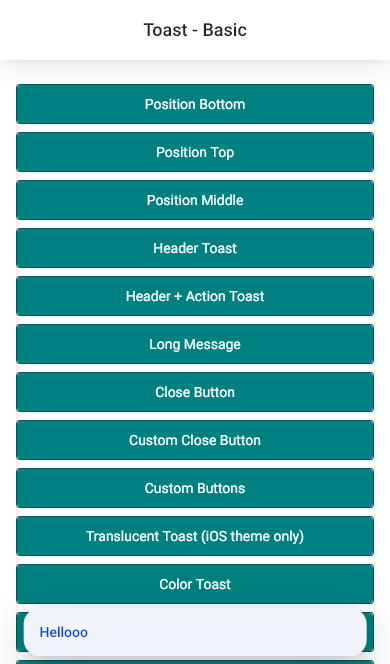 Toast - Basic
Position Bottom
Position Top
Position Middle
Header Toast
Header + Action Toast
Long Message
Close Button
Custom Close Button
Custom Buttons
Translucent Toast (iOS theme only)
Color Toast
Hellooo